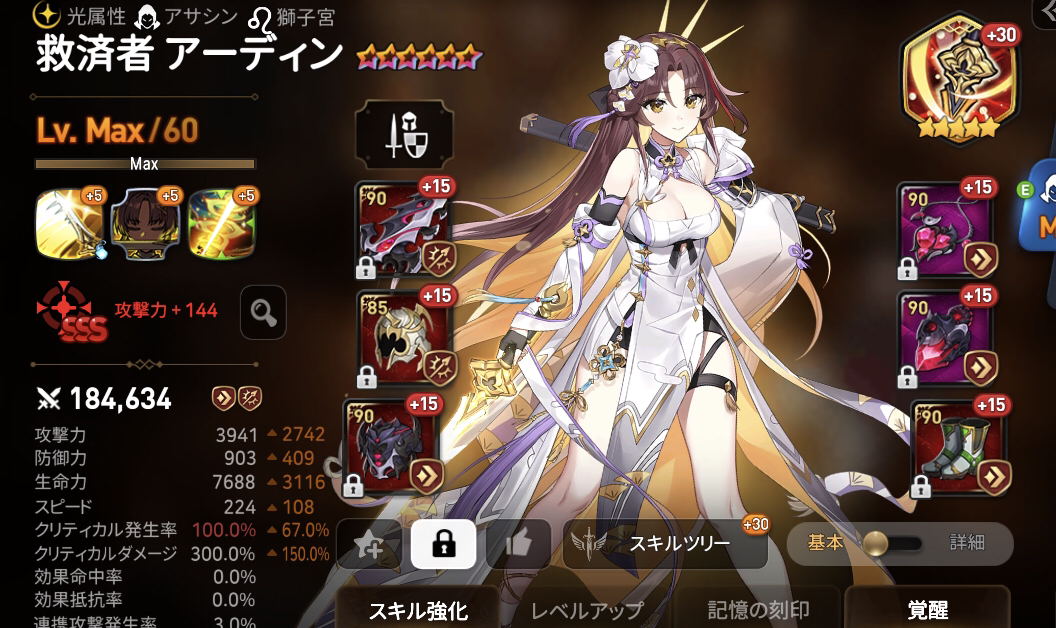 光属性 アサシン 獅子宮
救済者 アーディン
+30
Lv. Max/60
Max
+5 +5 +5
SSS 攻撃力 + 144
184,634
攻撃力 3941 2742
防御力 903 409
生命力 7688 3116
スピード 224 108
クリティカル発生率 100.0% 67.0%
クリティカルダメージ 300.0% 150.0%
効果命中率 0.0%
効果抵抗率 0.0%
連携攻撃発生率 3.0%
90 +15
85 +15
90 +15
90 +15
90 +15
90 +15
E
M
+30
スキルツリー
基本 詳細
スキル強化 レベルアップ 記憶の刻印 覚醒